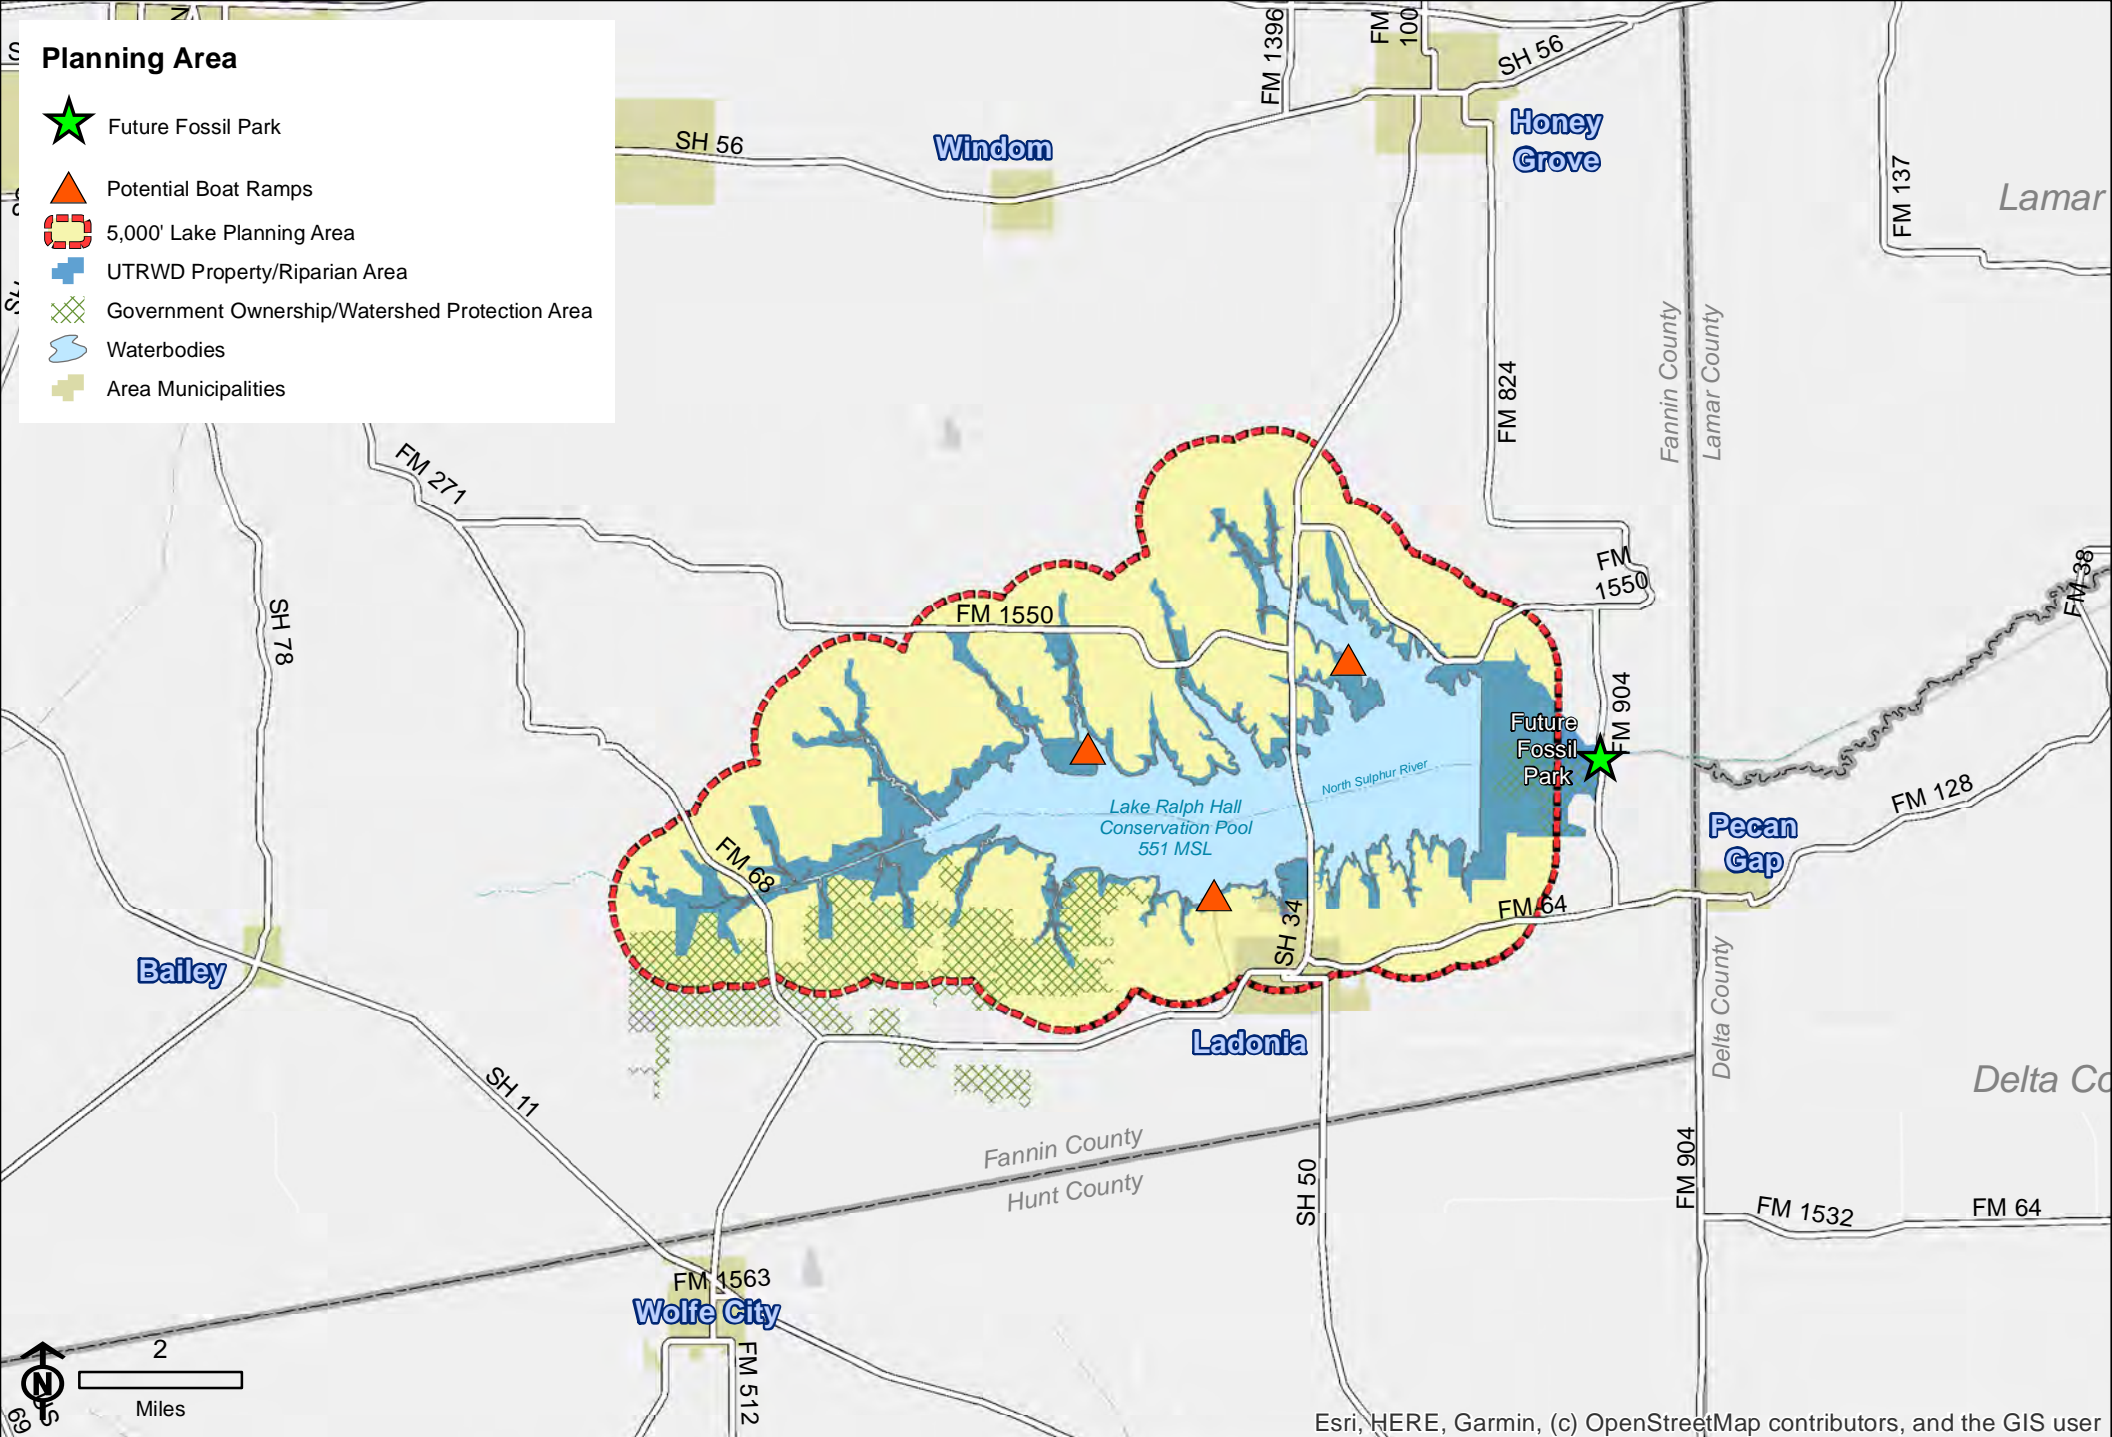 Planning Area
Future Fossil Park
Potential Boat Ramps
5,000' Lake Planning Area
UTRWD Property/Riparian Area
Government Ownership/Watershed Protection Area
Waterbodies
Area Municipalities
FM 1396
FM
100
SH 56
SH 56
Windom
Honey
Grove
FM 137
Lamar
Fannin County
Lamar County
FM 824
FM 271
SH 78
FM 1550
FM
1550
FM 38
FM 904
Future
Fossil
Park
North Sulphur River
Lake Ralph Hall
Conservation Pool
551 MSL
FM 128
Pecan
Gap
FM 68
FM 64
SH 34
Bailey
Ladonia
Delta County
Delta Co
SH 11
Fannin County
Hunt County
SH 50
FM 904
FM 1532
FM 64
FM 1563
Wolfe City
FM 512
2
Miles
N
69
Esri, HERE, Garmin, (c) OpenStreetMap contributors, and the GIS user